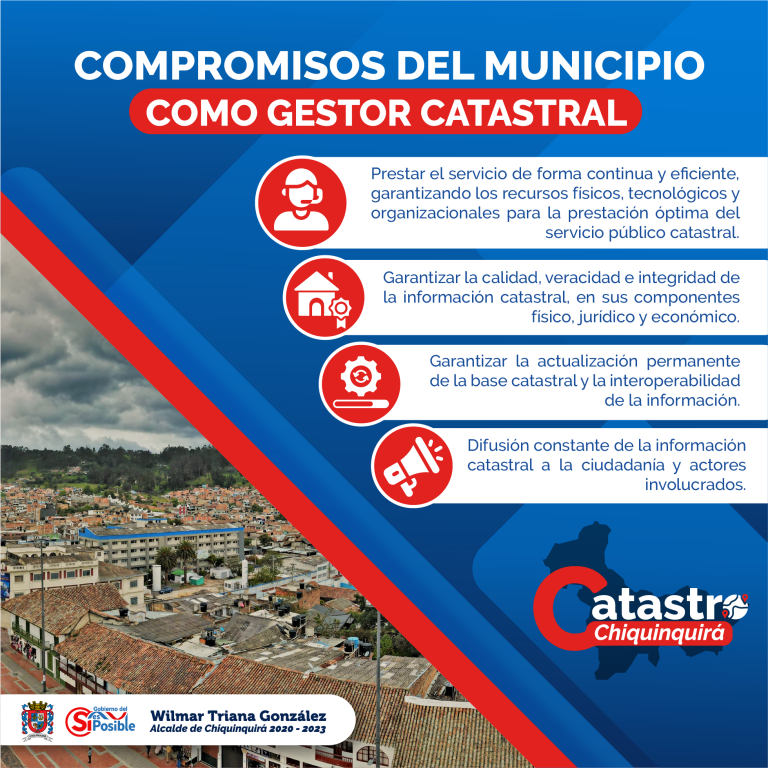 COMPROMISOS DEL MUNICIPIO
COMO GESTOR CATASTRAL
Prestar el servicio de forma continua y eficiente,
garantizando los recursos físicos, tecnológicos y
organizacionales para la prestación óptima del
servicio público catastral.
Garantizar la calidad, veracidad e integridad de
la información catastral, en sus componentes
físico, jurídico y económico.
Garantizar la actualización permanente
de la base catastral y la interoperabilidad
de la información.
Difusión constante de la información
catastral a la ciudadanía y actores
involucrados.
Catastro
Chiquinquirá
Gobierno del
Sí es
Posible
Wilmar Triana González
Alcalde de Chiquinquirá 2020 - 2023